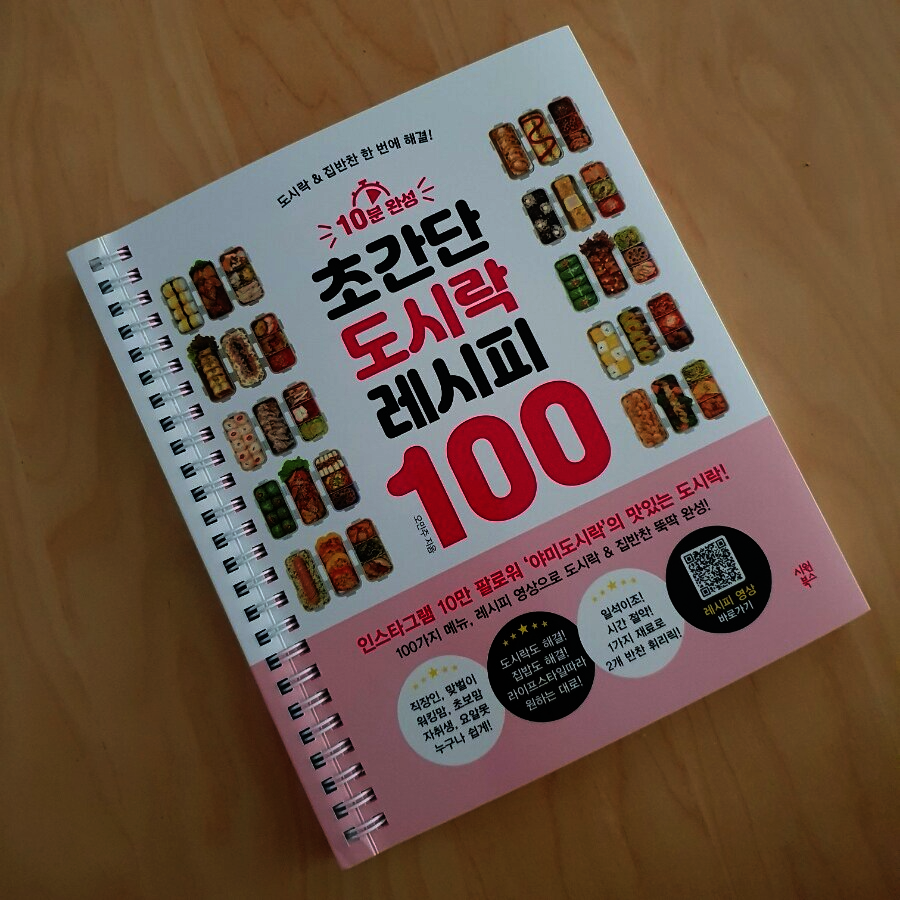 도시락 & 집반찬 한 번에 해결!
10분 완성
초간단
도시락
레시피
100
오민주 지음
인스타그램 10만 팔로워 '야미도시락'의 맛있는 도시락!
100가지 메뉴, 레시피 영상으로 도시락 & 집반찬 뚝딱 완성!
직장인, 맞벌이
워킹맘, 초보맘
자취생, 요알못
누구나 쉽게!
도시락도 해결!
집밥도 해결!
라이프스타일따라
원하는 대로!
일석이조!
시간 절약!
1가지 재료로
2개 반찬 휘리릭!
레시피 영상
바로가기
시원
북스